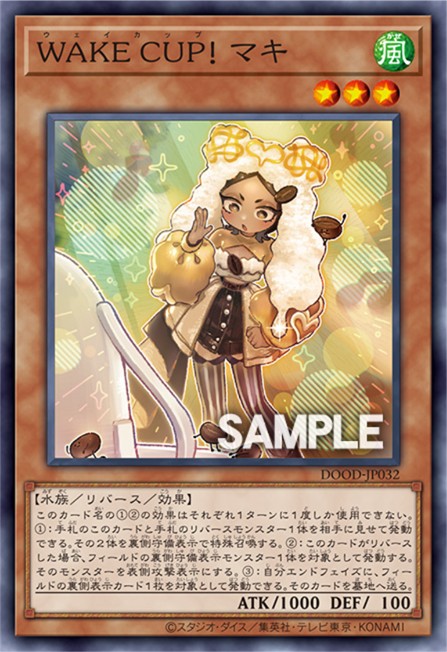 ウェイカップ
WAKE CUP! マキ
かぜ
風
SAMPLE
DOOD-JP032
【水族／リバース／効果】
このカード名の①②の効果はそれぞれ1ターンに1度しか使用できない。
①：手札のこのカードと手札のリバースモンスター1体を相手に見せて発動
できる。その2体を裏側守備表示で特殊召喚する。②：このカードがリバース
した場合、フィールドの裏側守備表示モンスター1体を対象として発動する。
そのモンスターを表側攻撃表示にする。③：自分エンドフェイズに、フィー
ルドの裏側表示カード1枚を対象として発動できる。そのカードを墓地へ送る。
ATK/1000 DEF/ 100
©スタジオ・ダイス／集英社・テレビ東京・KONAMI